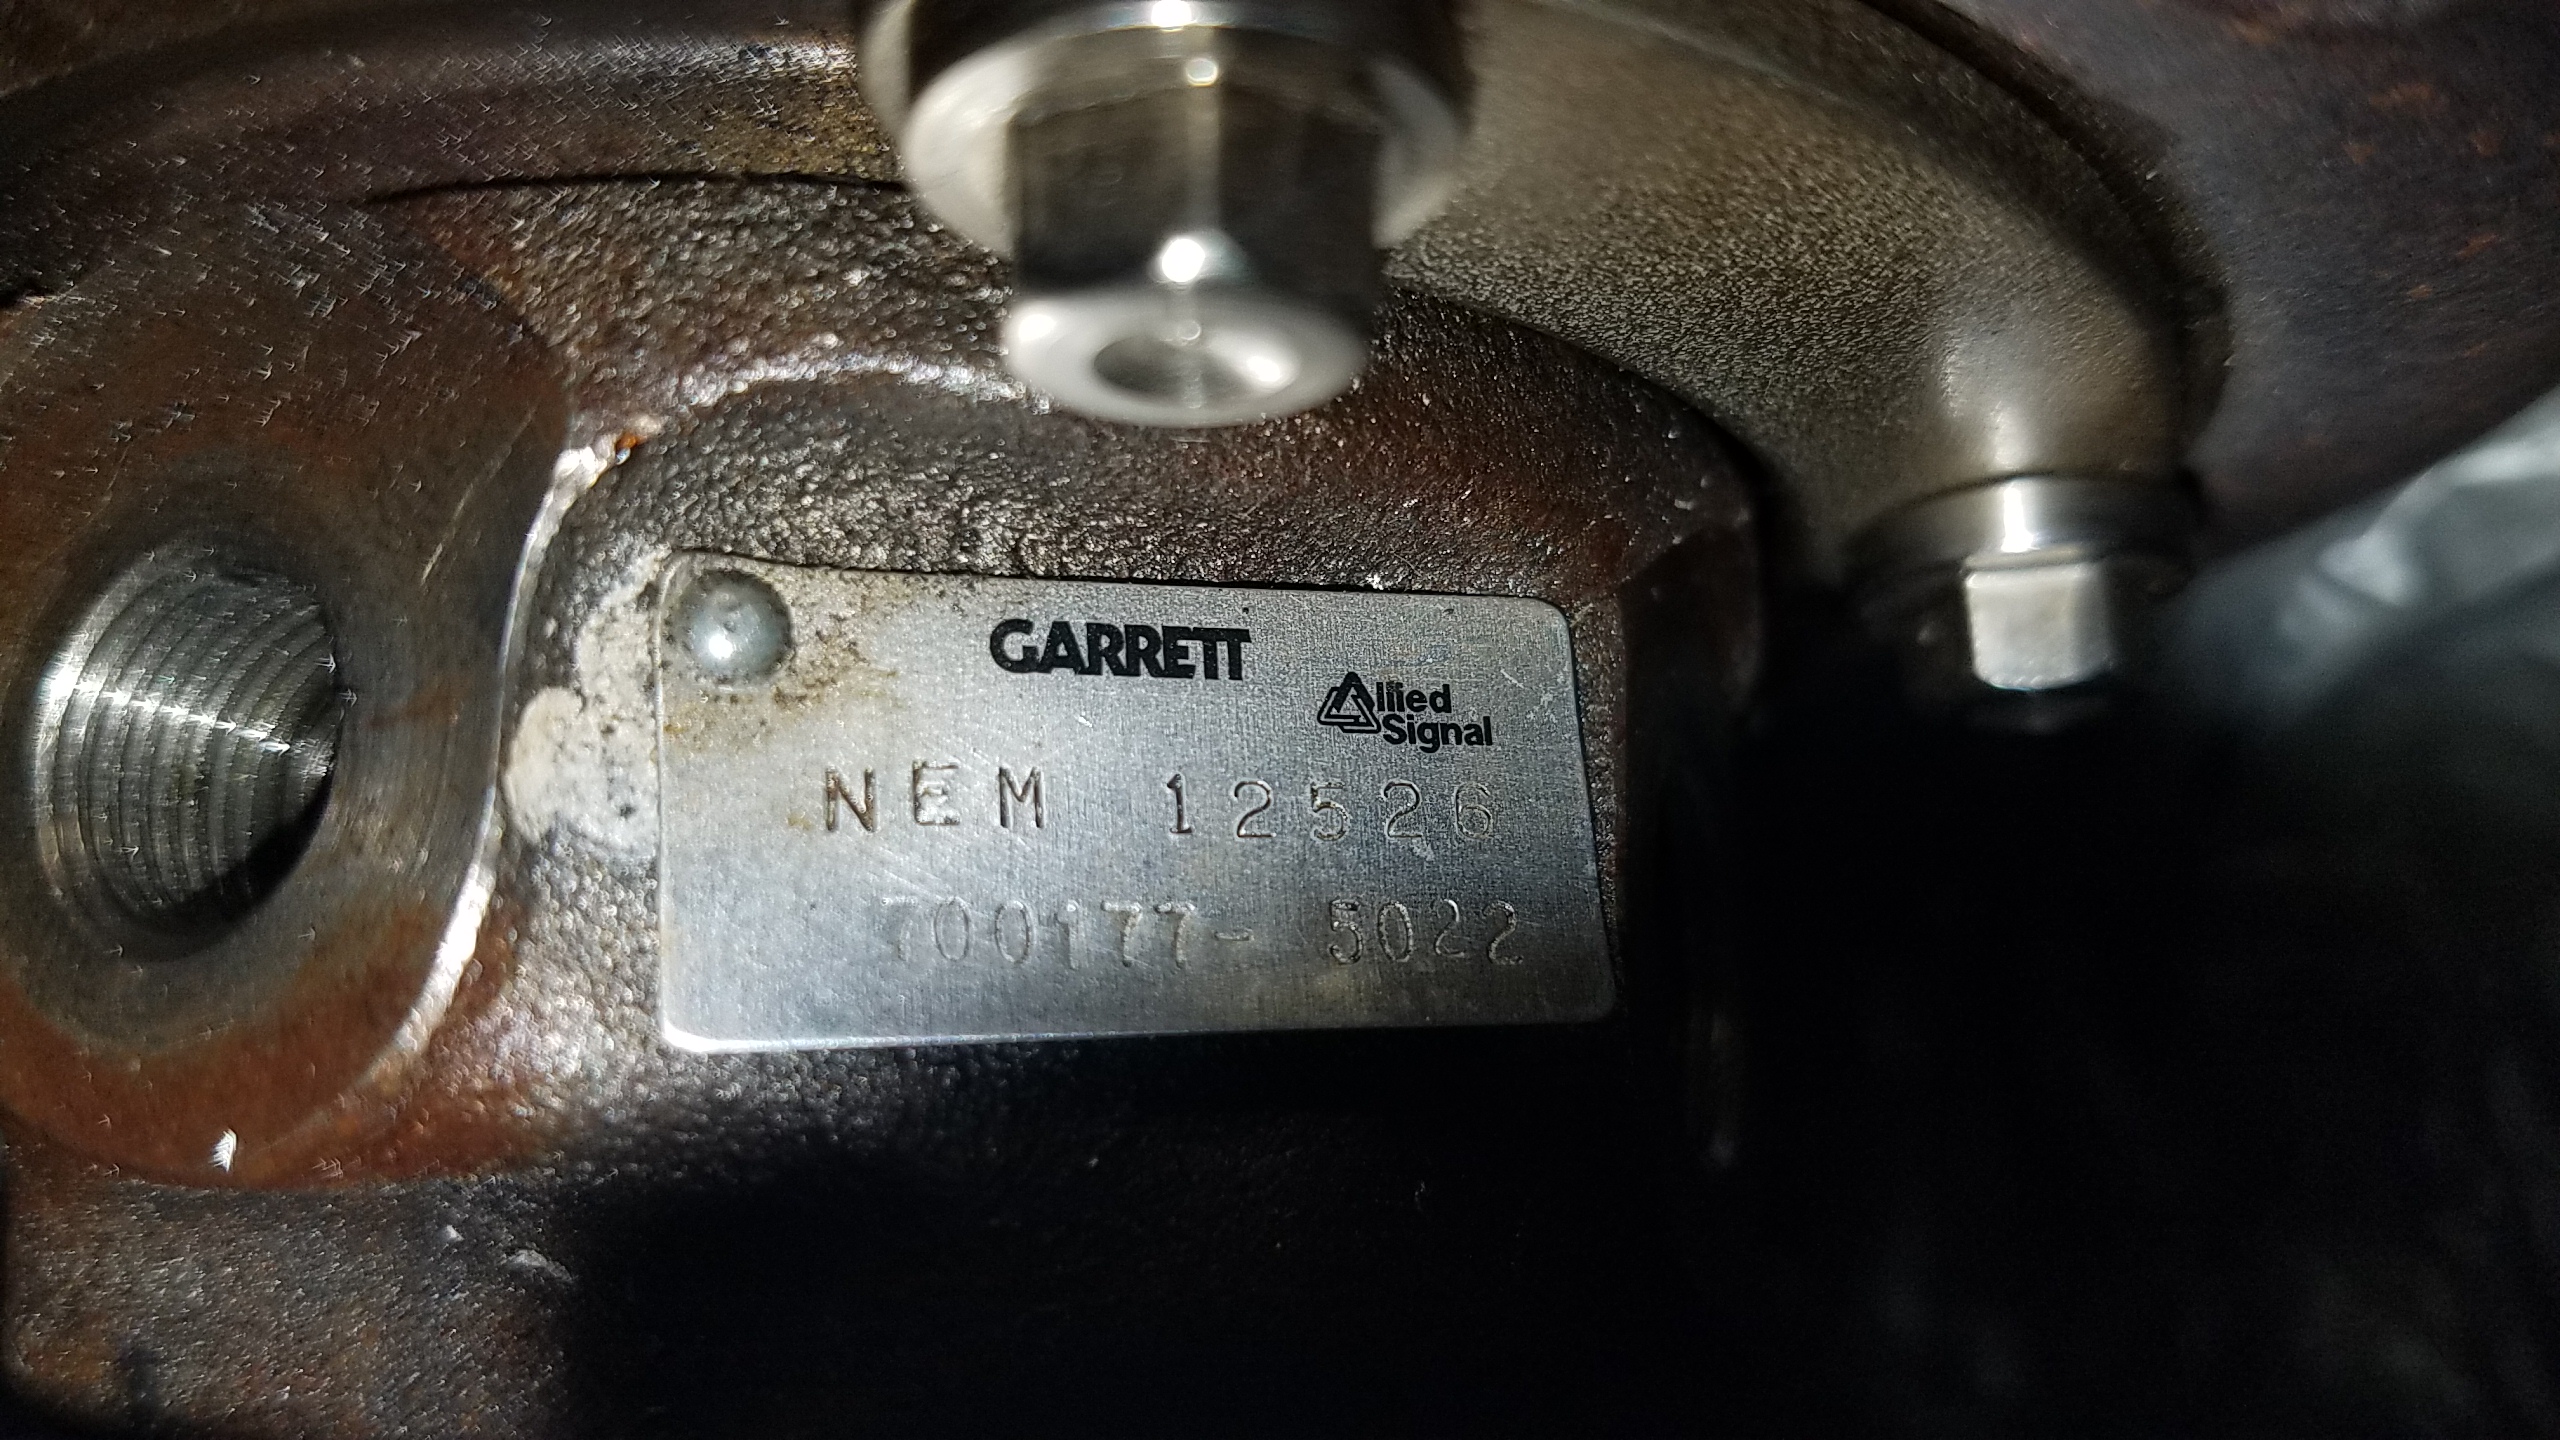 GARRETT
Allied
Signal
NEM 12526
700177- 5022